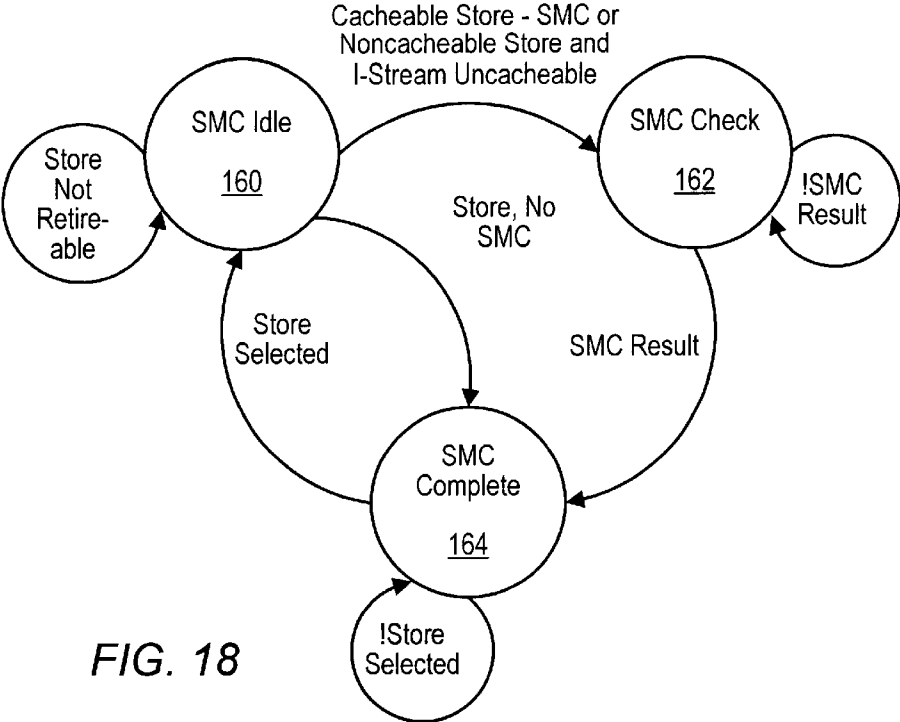 Cacheable Store - SMC or
Noncacheable Store and
I-Stream Uncacheable
SMC Idle
160
SMC Check
162
Store
Not
Retire-
able
!SMC
Result
Store, No
SMC
Store
Selected
SMC Result
SMC
Complete
164
!Store
Selected
FIG. 18